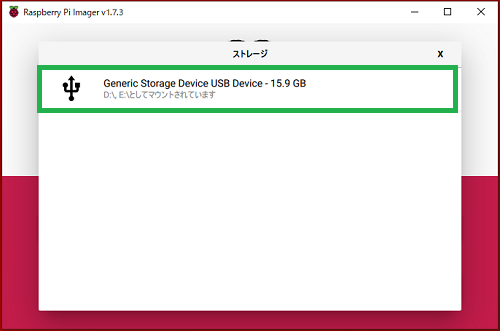 Raspberry Pi Imager v1.7.3
ストレージ
X
Generic Storage Device USB Device - 15.9 GB
D:\, E:\としてマウントされています